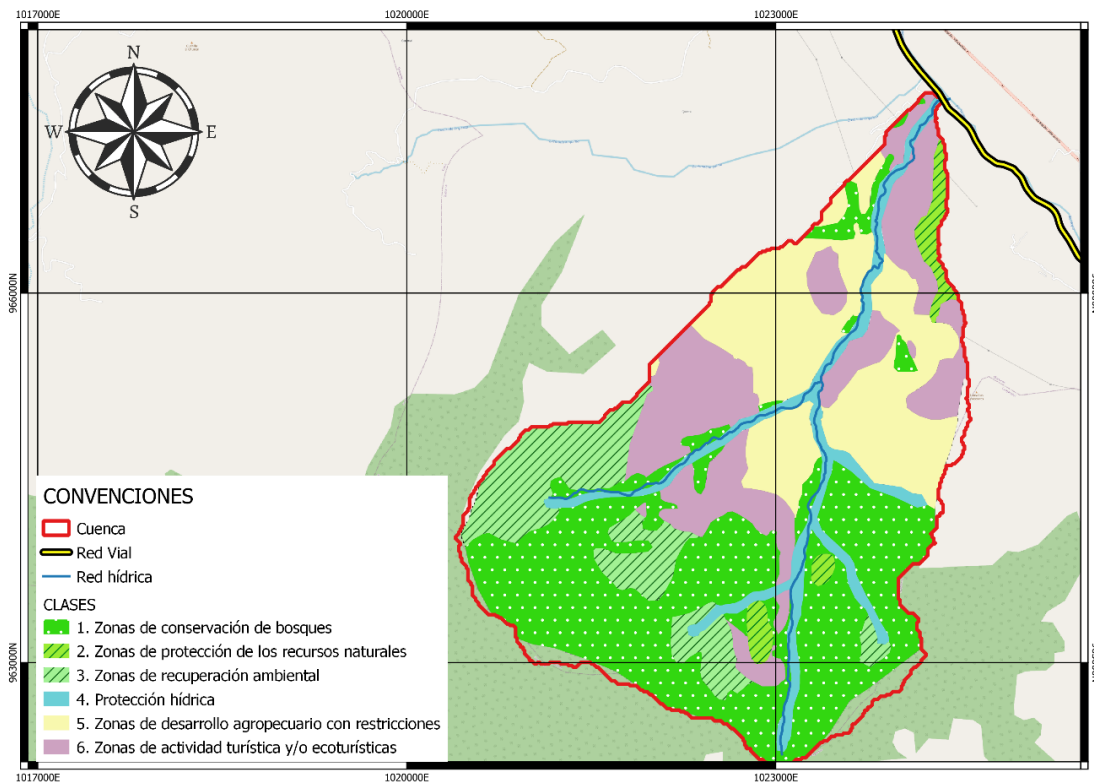 1017000E
1020000E
1023000E
N
W
E
S
966000N
966000N
CONVENCIONES
Cuenca
Red Vial
Red hídrica
CLASES
1. Zonas de conservación de bosques
2. Zonas de protección de los recursos naturales
3. Zonas de recuperación ambiental
4. Protección hídrica
5. Zonas de desarrollo agropecuario con restricciones
6. Zonas de actividad turística y/o ecoturísticas
963000N
963000N
1017000E
1020000E
1023000E